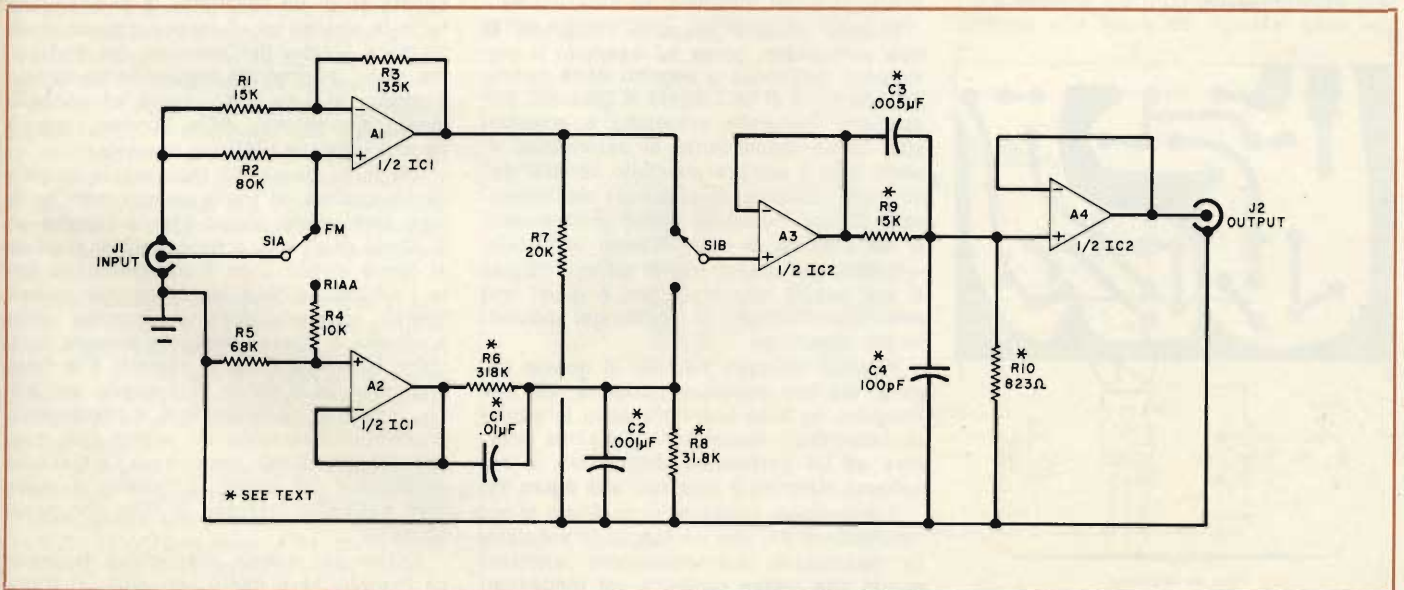 R1
15K
R2
80K
R3
135K
A1
1/2 IC1
S1A
FM
J1
INPUT
RIAA
R4
10K
R5
68K
A2
1/2 IC1
*
R6
318K
*
C1
.01µF
*
C2
.001µF
R7
20K
*
R8
31.8K
S1B
A3
1/2 IC2
*
C3
.005µF
*
R9
15K
*
C4
100pF
*
R10
823Ω
A4
1/2 IC2
J2
OUTPUT
* SEE TEXT